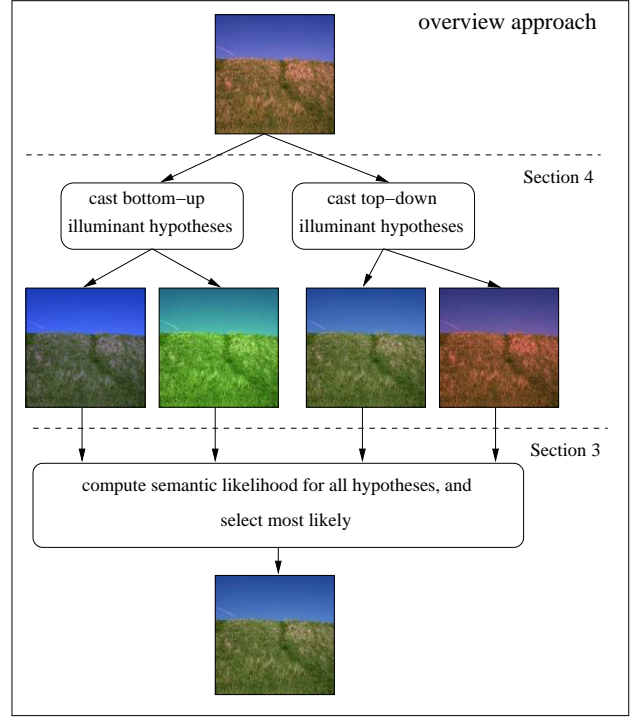 overview approach
Section 4
cast bottom−up
illuminant hypotheses
cast top−down
illuminant hypotheses
Section 3
compute semantic likelihood for all hypotheses, and
select most likely